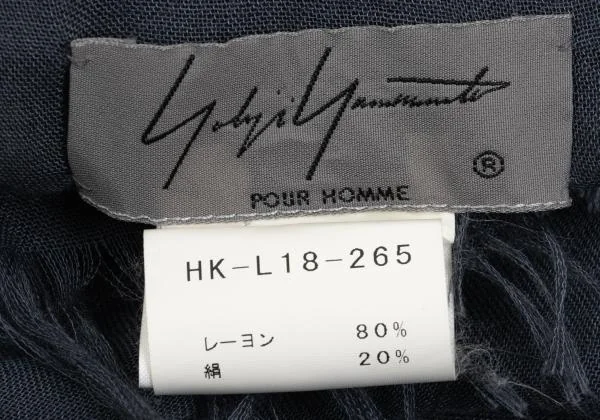 Yohji Yamamoto
®
POUR HOMME
HK-L18-265
レーヨン 80%
絹 20%